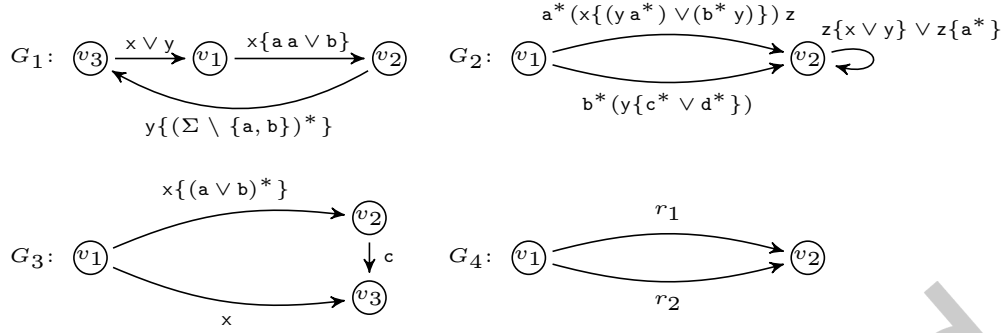 G₁: v₃ x ∨ y v₁ x{a a ∨ b} v₂
y{(Σ \ {a, b})*}
G₂: v₁ a*(x{(y a*) ∨ (b* y)}) z v₂ z{x ∨ y} ∨ z{a*}
b*(y{c* ∨ d*})
G₃: v₁ x{(a ∨ b)*} v₂
c
x v₃
G₄: v₁ r₁ v₂
r₂